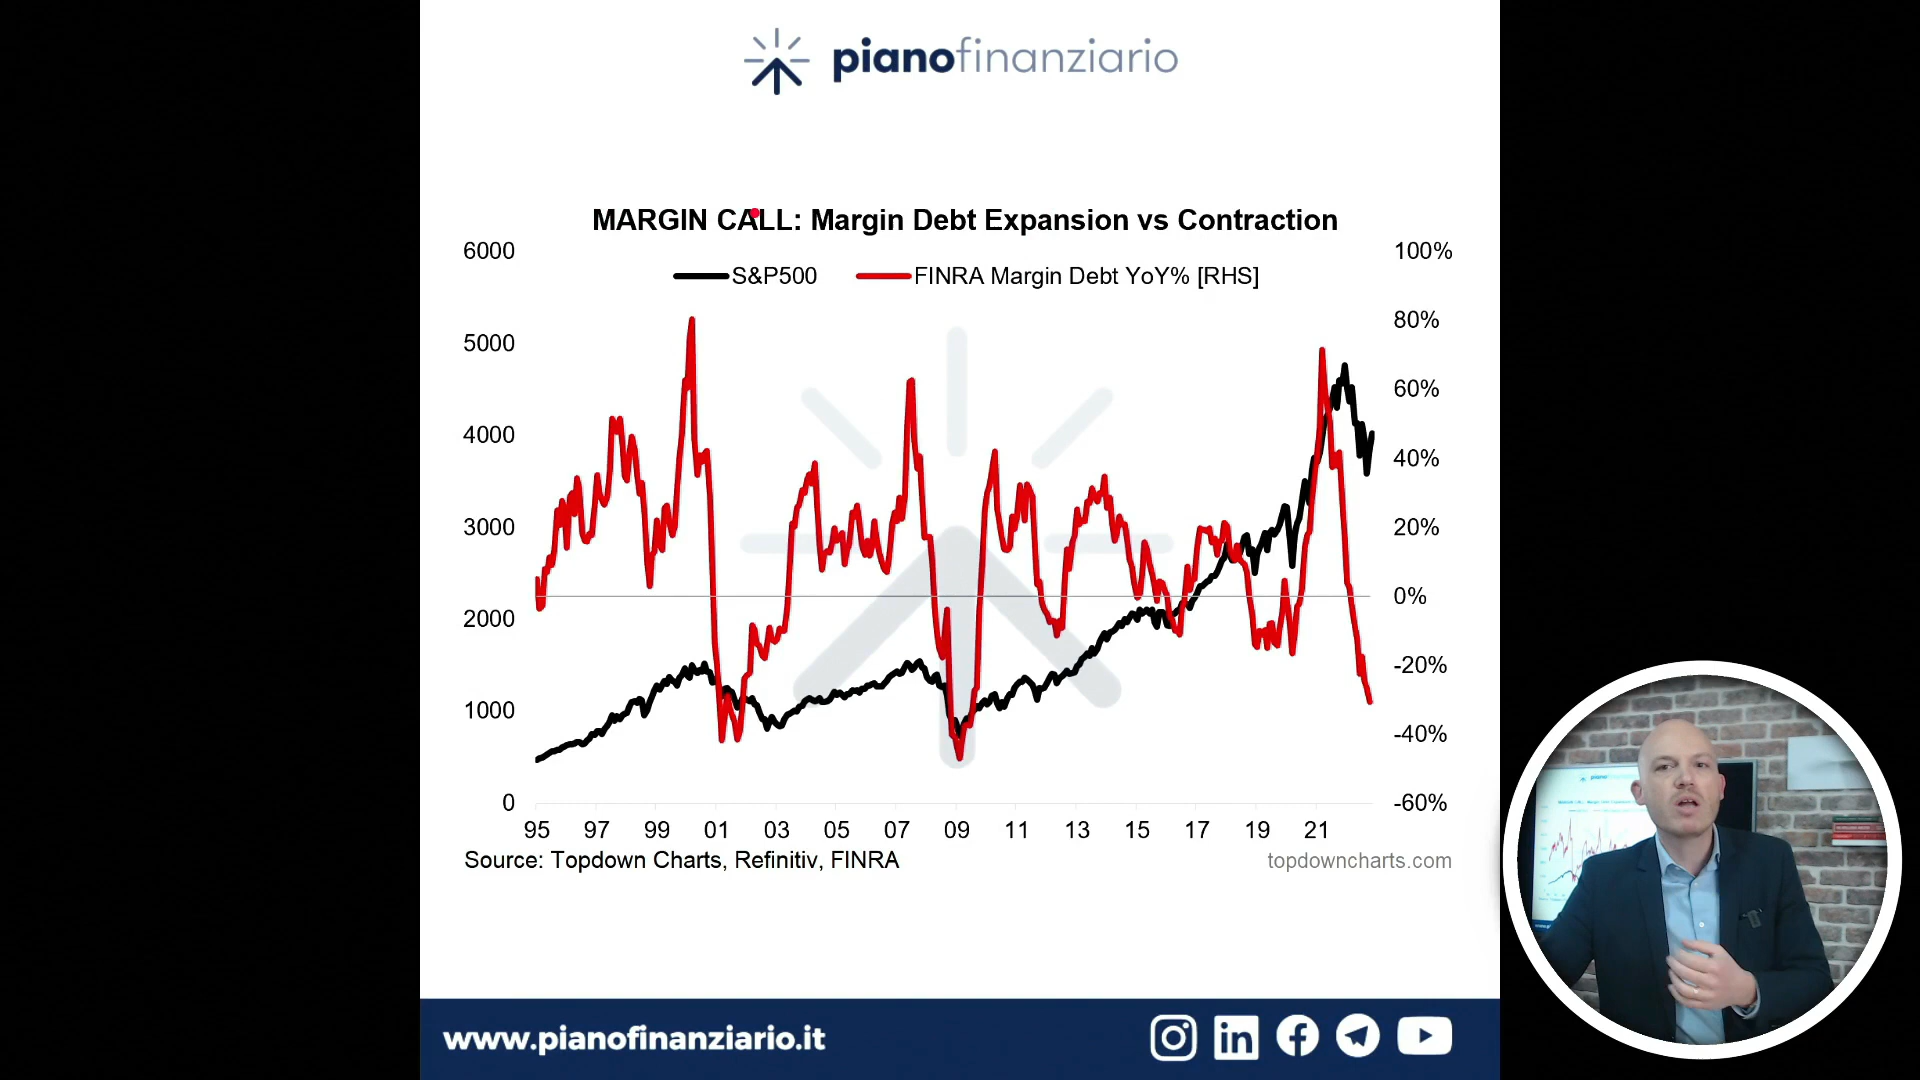 pianofinanziario
MARGIN CALL: Margin Debt Expansion vs Contraction
6000
100%
S&P500
FINRA Margin Debt YoY% [RHS]
5000
80%
4000
60%
3000
40%
2000
20%
1000
0%
0
-20%
-40%
-60%
95 97 99 01 03 05 07 09 11 13 15 17 19 21
Source: Topdown Charts, Refinitiv, FINRA
topdowncharts.com
www.pianofinanziario.it